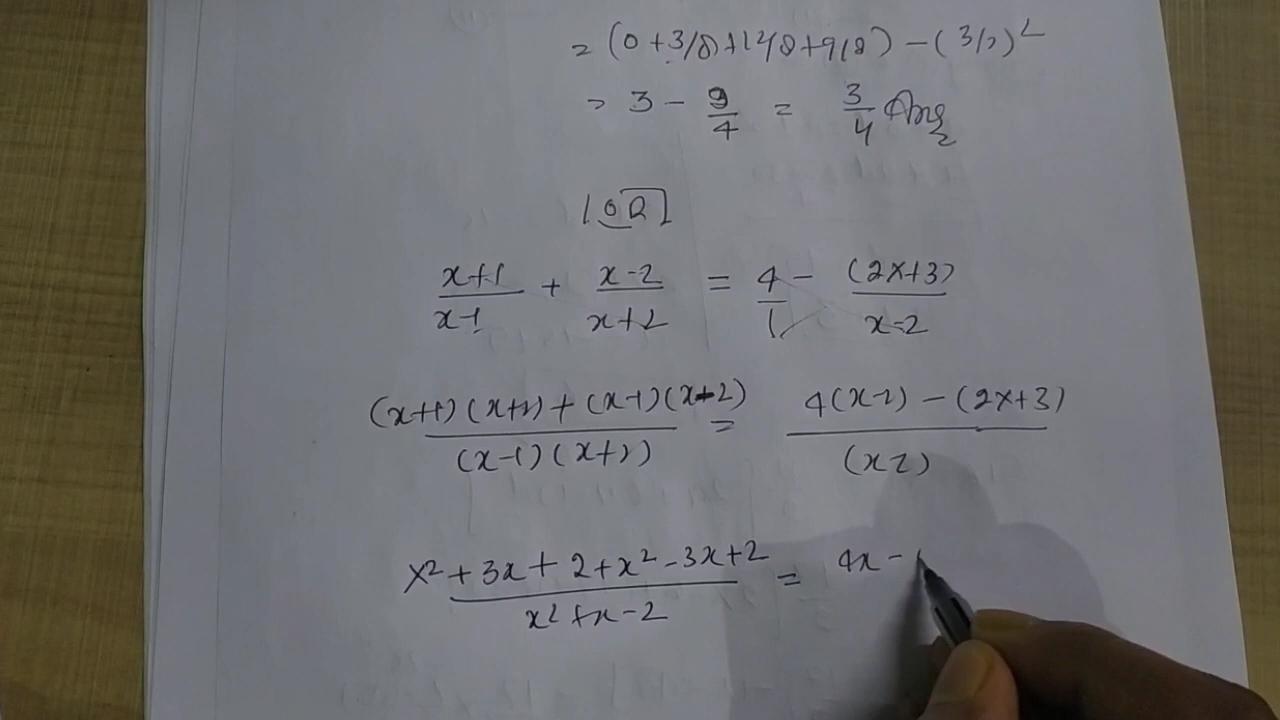 = (0 + 3/8 + 12/8 + 9/8) - (3/2)²
= 3 - 9/4 = 3/4 Ans
[OR]
x+1/x-1 + x-2/x+2 = 4/1 - (2x+3)/x-2
(x+1)(x+2) + (x-1)(x-2)/(x-1)(x+2) = 4(x-2) - (2x+3)/(x-2)
x² + 3x + 2 + x² - 3x + 2/x² + x - 2 = 4x -